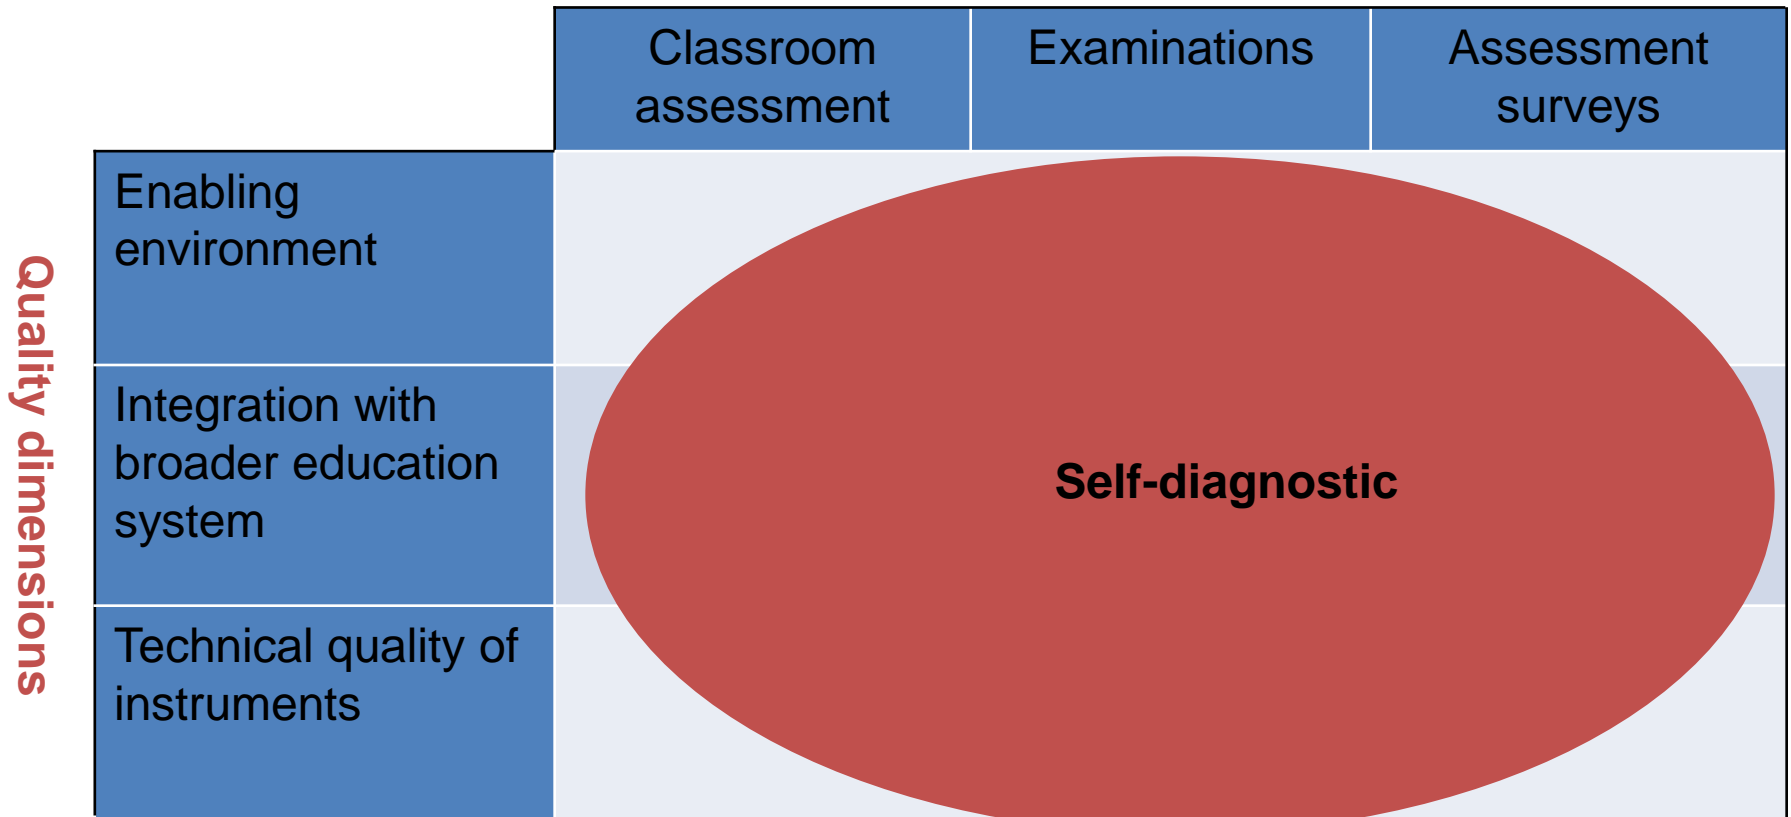 Classroom
assessment
Examinations
Assessment
surveys
Quality dimensions
Enabling
environment
Integration with
broader education
system
Technical quality of
instruments
Self-diagnostic